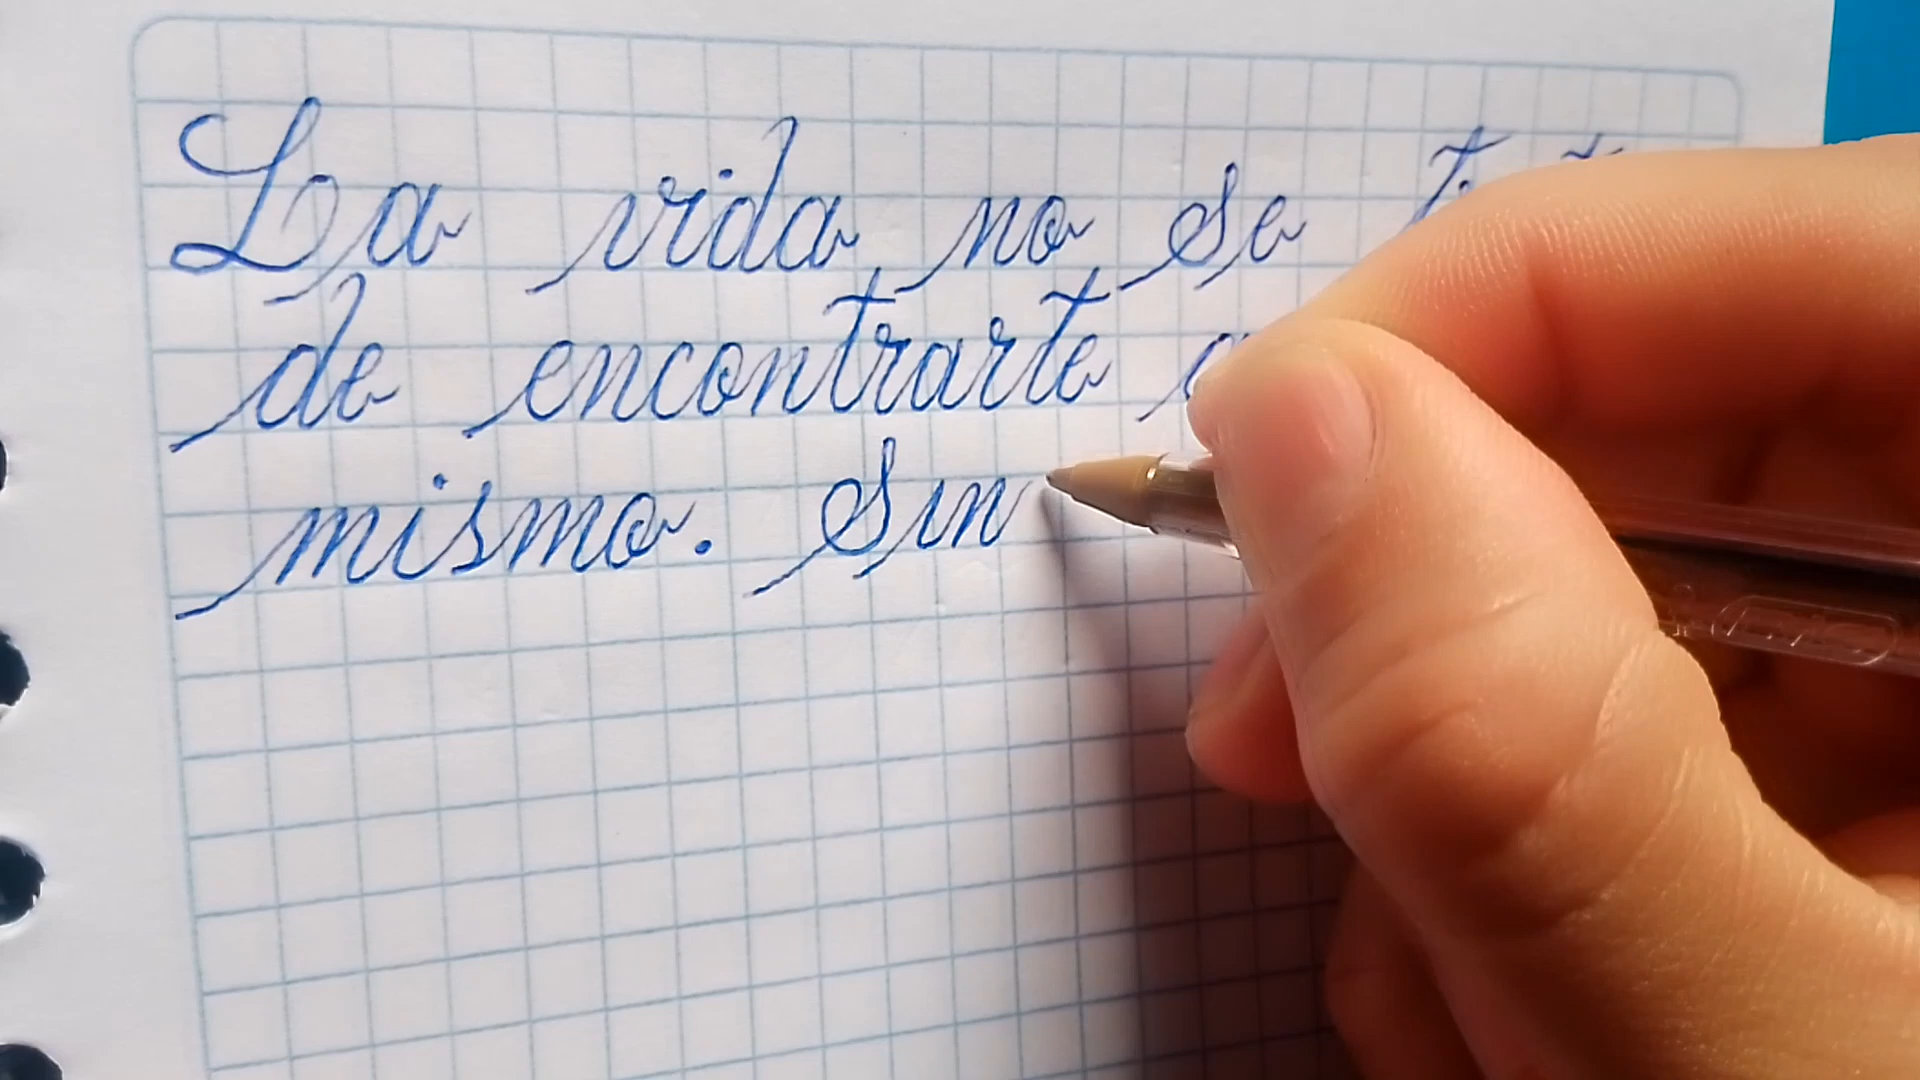 La vida no se
de encontrarte
mismo. Sin